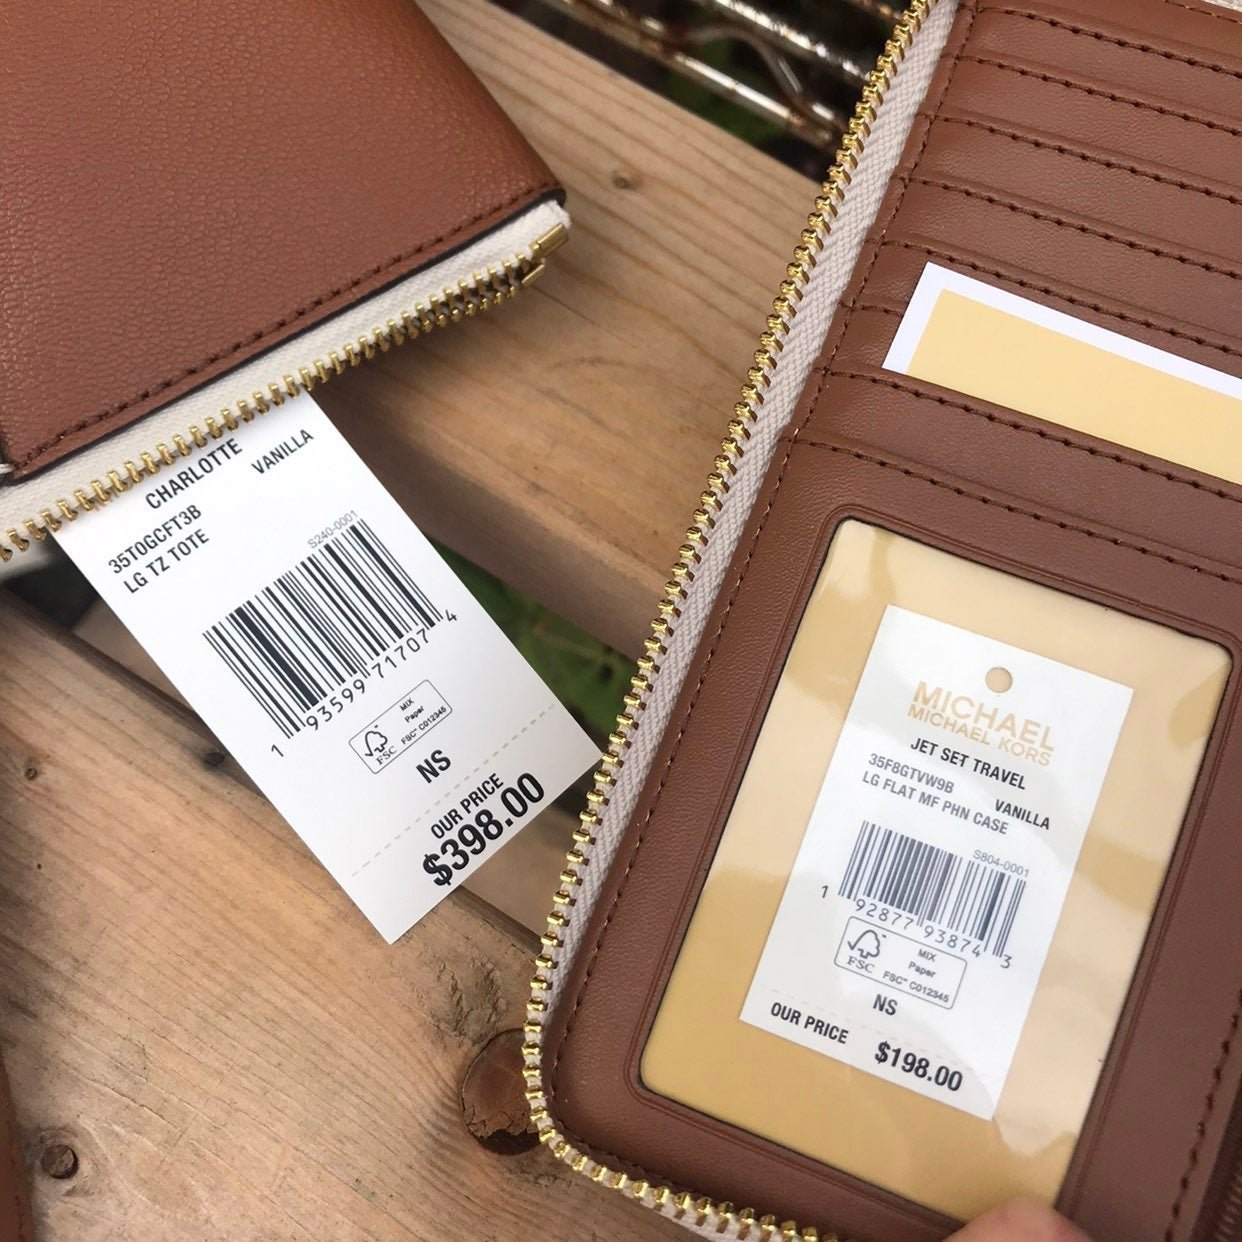 CHARLOTTE
VANILLA
35T0GCFT3B
LG TZ TOTE
S240-0001
1 93599 71707 4
FSC
MIX
Paper
FSC™ C012345
NS
OUR PRICE
$398.00
MICHAEL
MICHAEL KORS
JET SET TRAVEL
35F8GTVW9B VANILLA
LG FLAT MF PHN CASE
S804-0001
1 92877 93874 3
FSC
MIX
Paper
FSC™ C012345
NS
OUR PRICE $198.00